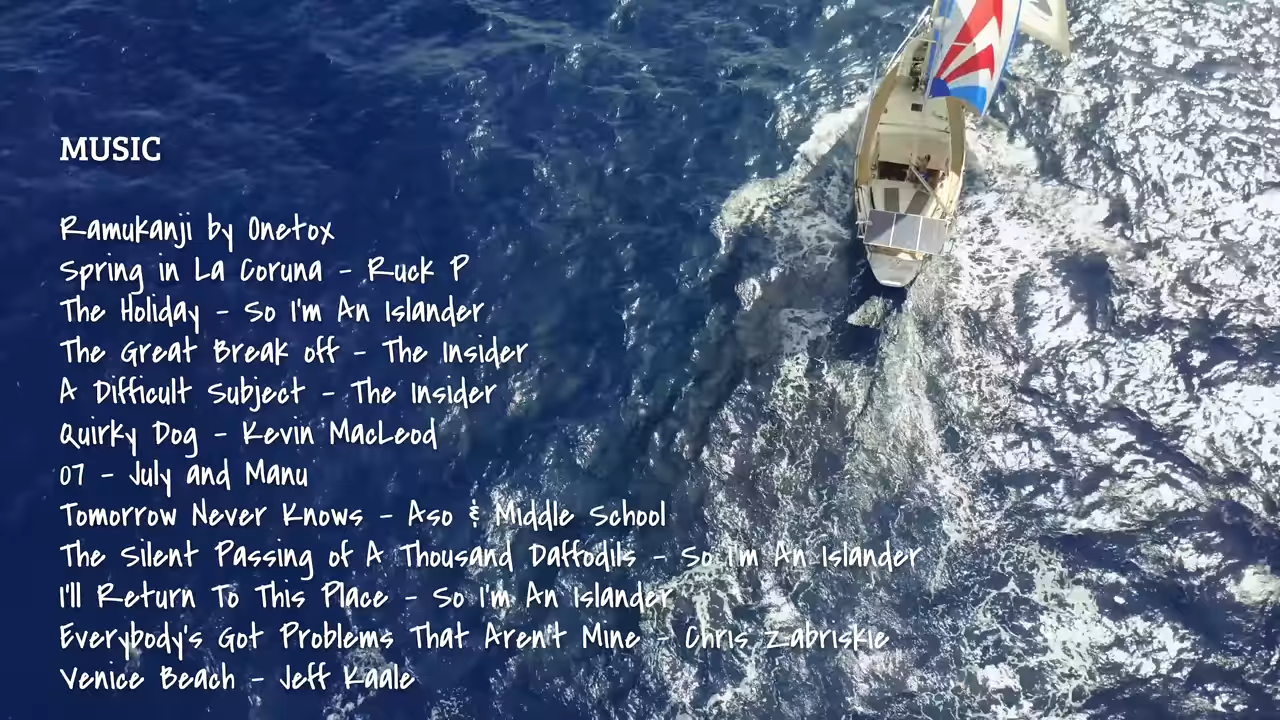 MUSIC
Ramukanji by Onetox
Spring in La Coruna - Ruck P
The Holiday - So I'm An Islander
The Great Break off - The Insider
A Difficult Subject - The Insider
Quirky Dog - Kevin MacLeod
07 - July and Manu
Tomorrow Never Knows - Aso & Middle School
The Silent Passing of A Thousand Daffodils - So I'm An Islander
I'll Return To This Place - So I'm An Islander
Everybody's Got Problems That Aren't Mine - Chris Zabriskie
Venice Beach - Jeff Kaale